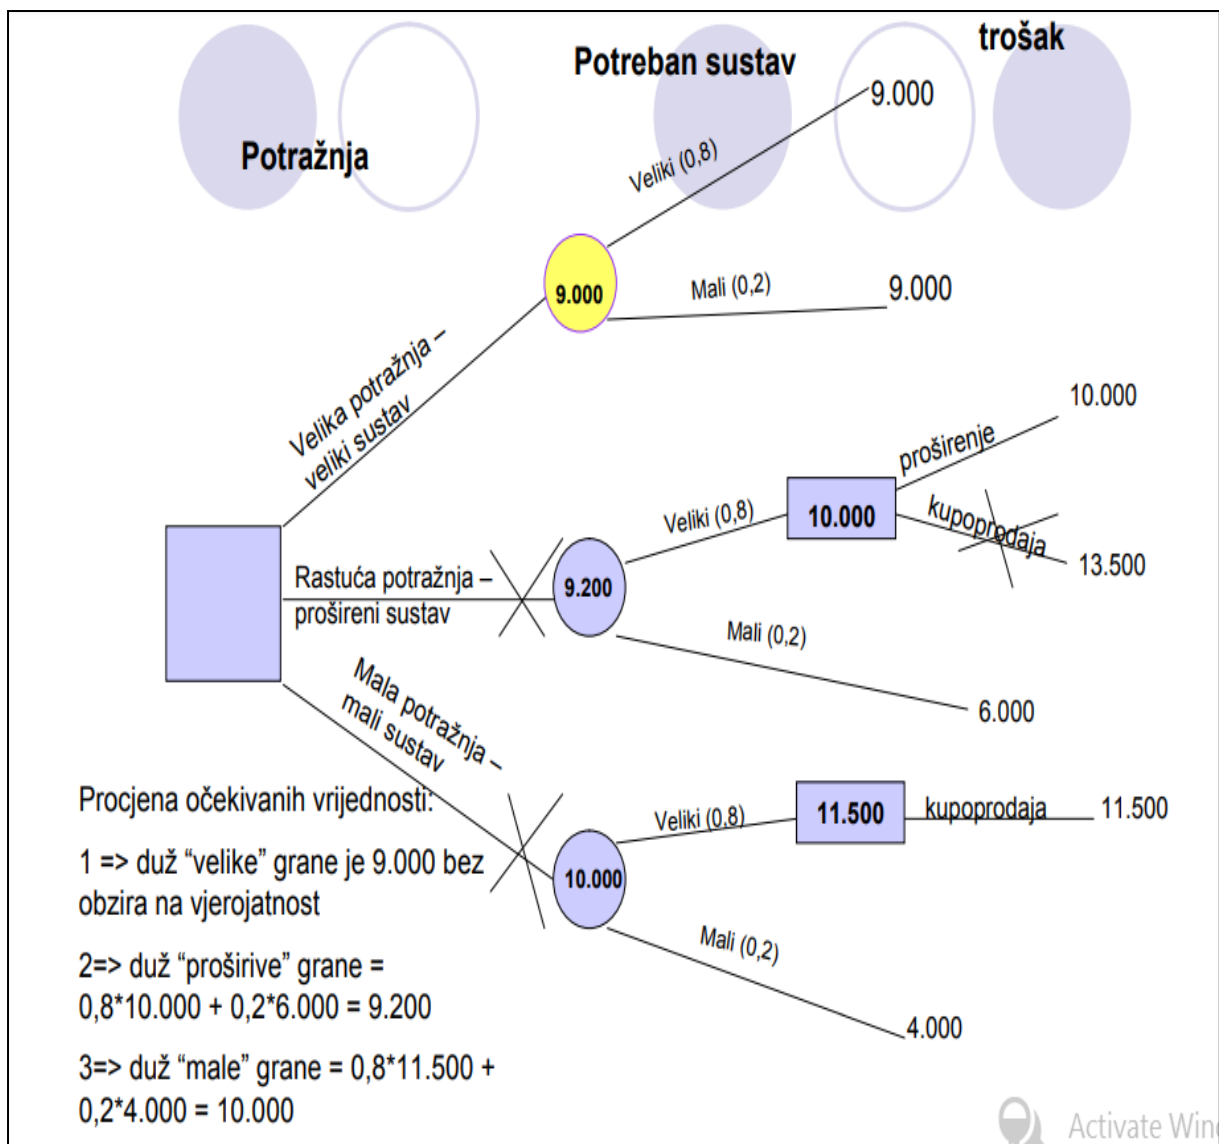 trošak
Potreban sustav
Potražnja
9.000
Veliki (0,8)
9.000
Mali (0,2)
9.000
Velika potražnja –
veliki sustav
10.000
proširenje
Veliki (0,8)
10.000
kupoprodaja
13.500
Rastuća potražnja –
prošireni sustav
9.200
Mali (0,2)
6.000
Mala potražnja –
mali sustav
Procjena očekivanih vrijednosti:
Veliki (0,8)
11.500
kupoprodaja
11.500
1 => duž “velike” grane je 9.000 bez
obzira na vjerojatnost
10.000
Mali (0,2)
4.000
2=> duž “proširive” grane =
0,8*10.000 + 0,2*6.000 = 9.200
3=> duž “male” grane = 0,8*11.500 +
0,2*4.000 = 10.000
Activate Wind